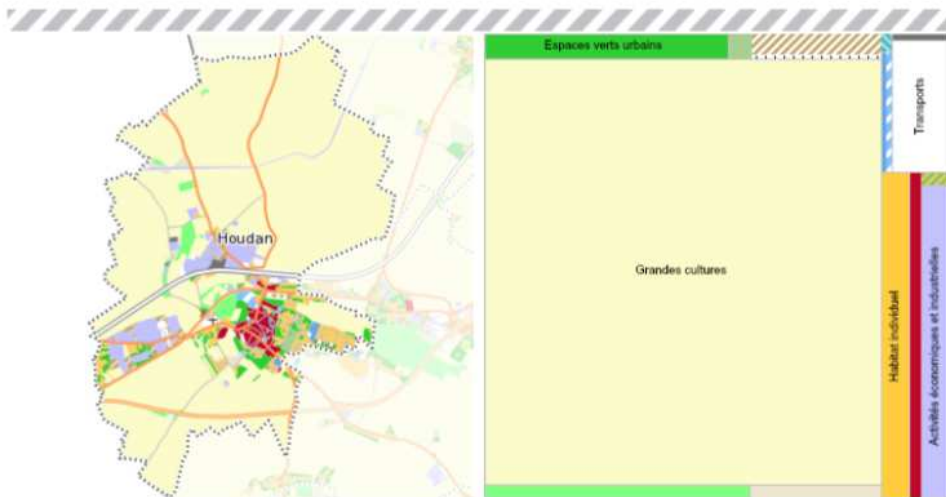 Houdan
Espaces verts urbains
Transports
Grandes cultures
Habitat individuel
Activités économiques et industrielles